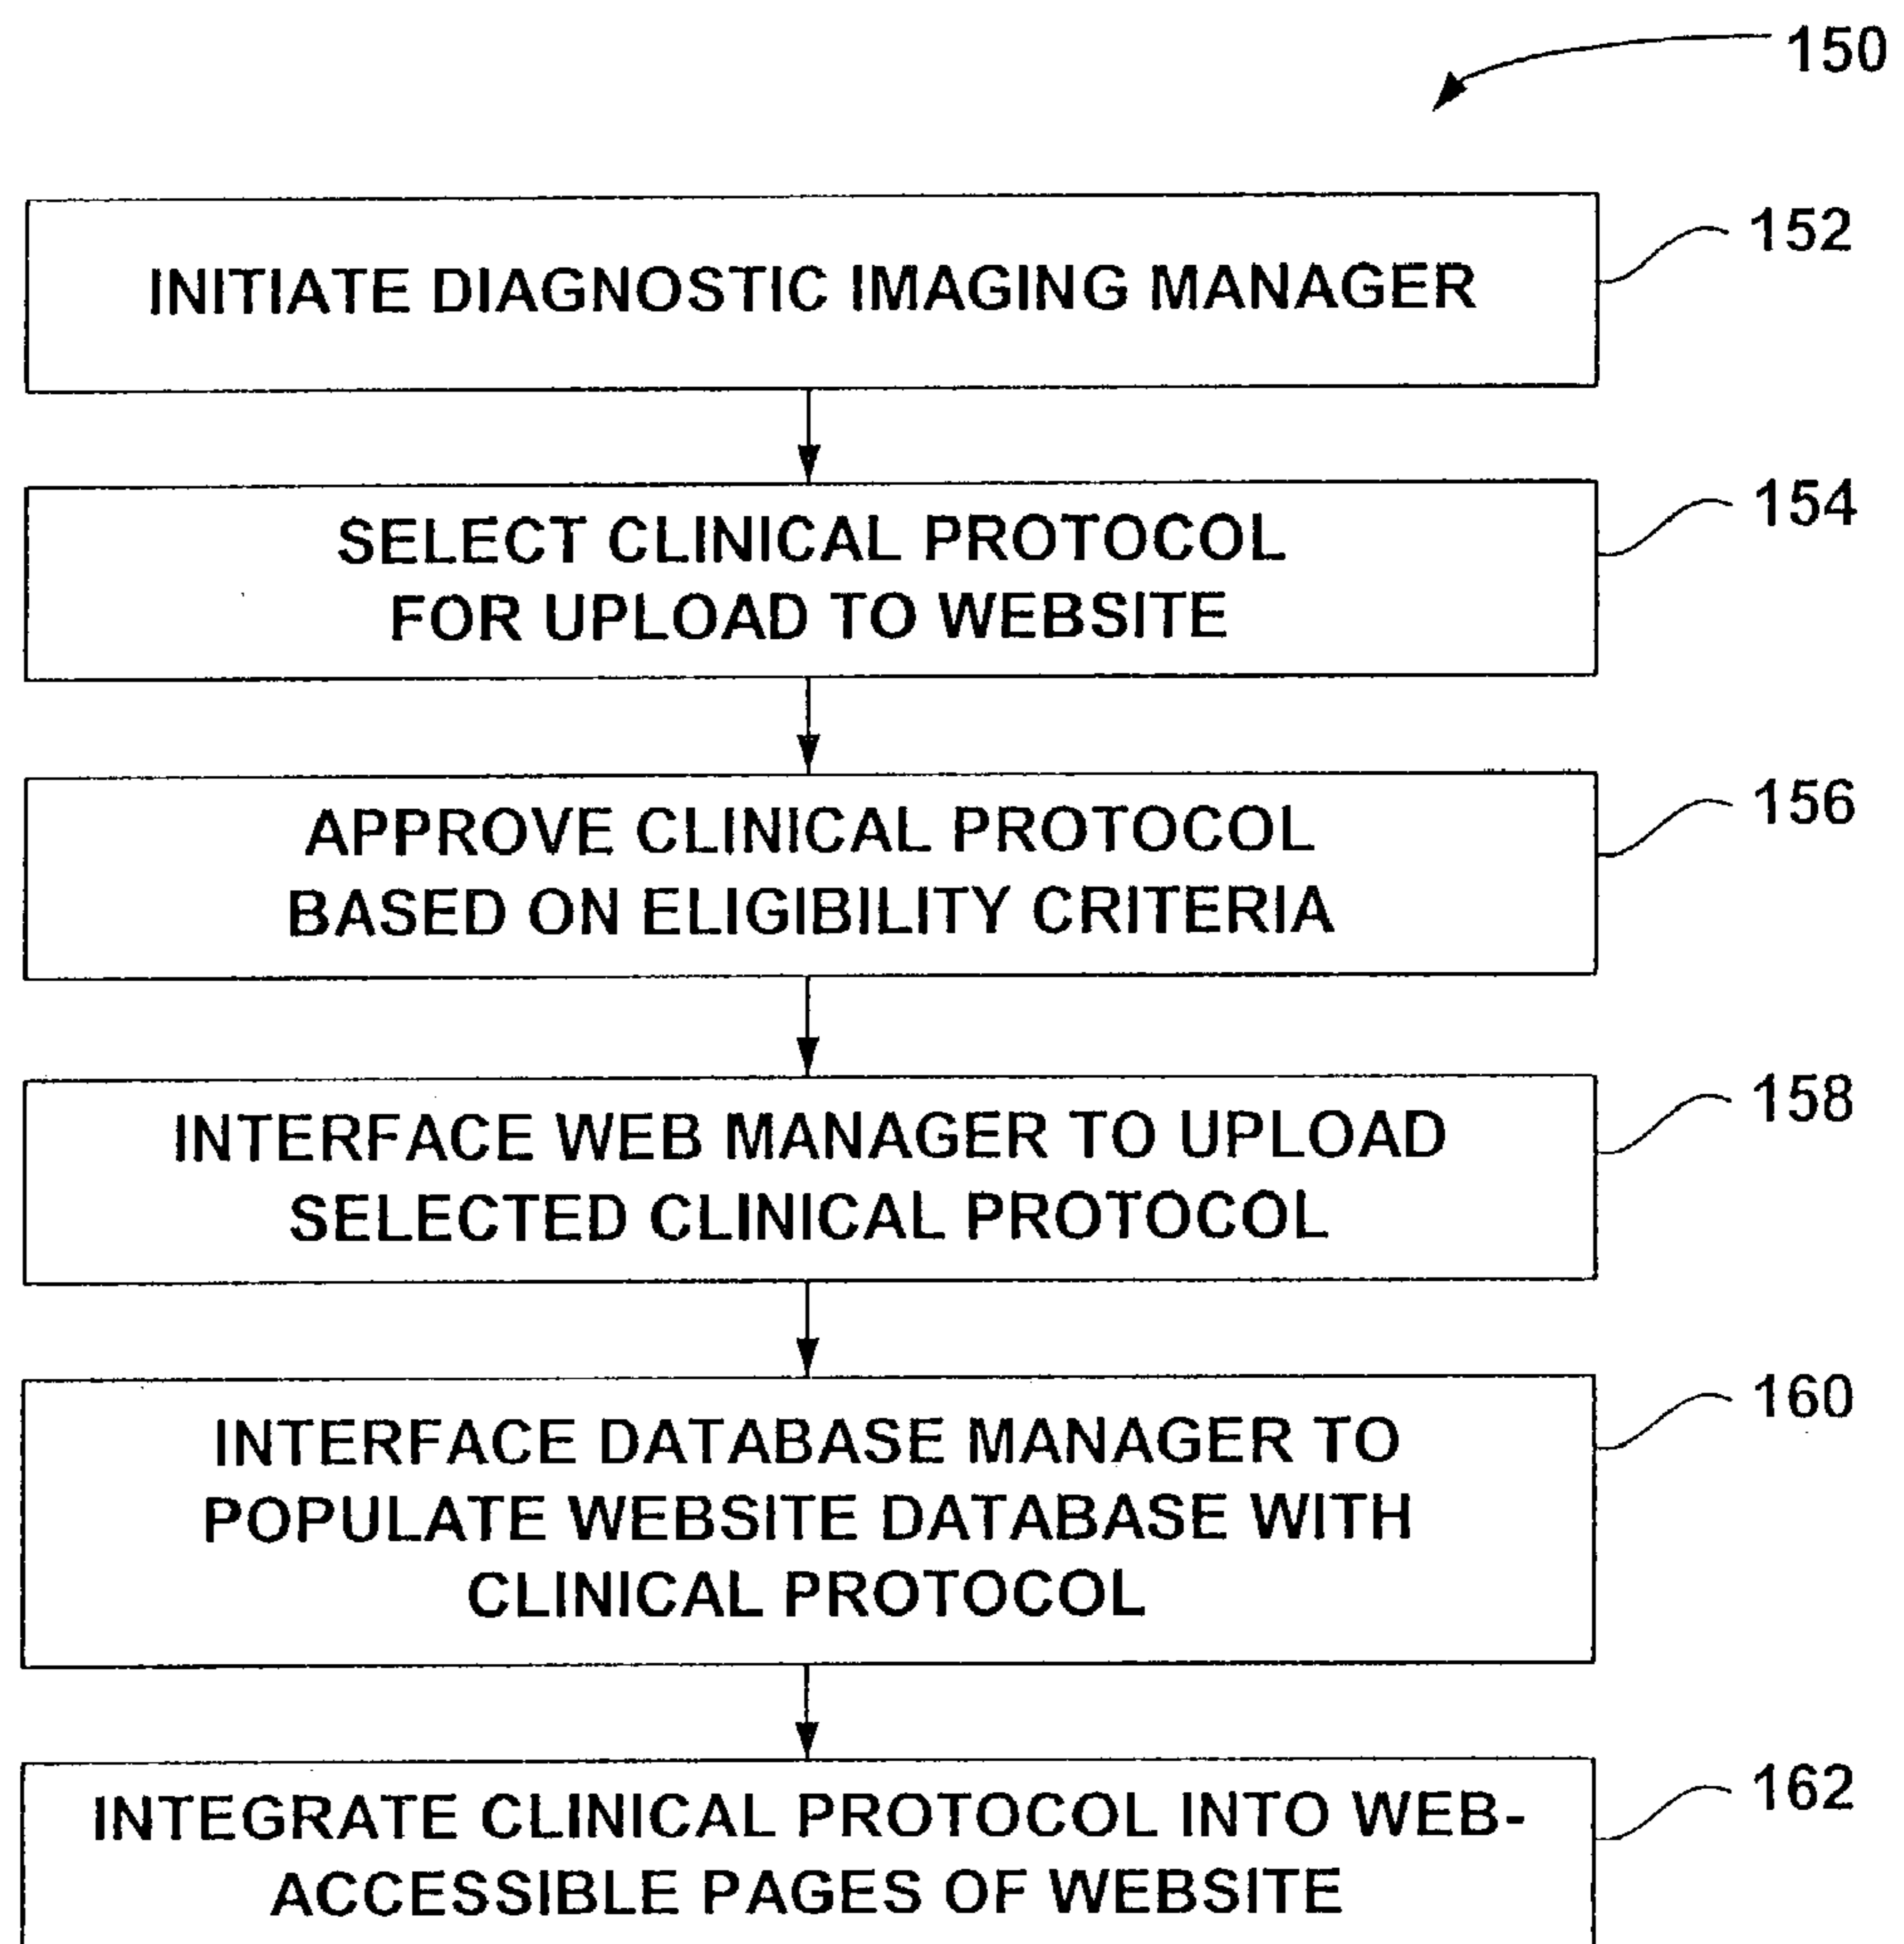 150
INITIATE DIAGNOSTIC IMAGING MANAGER
152
SELECT CLINICAL PROTOCOL
FOR UPLOAD TO WEBSITE
154
APPROVE CLINICAL PROTOCOL
BASED ON ELIGIBILITY CRITERIA
156
INTERFACE WEB MANAGER TO UPLOAD
SELECTED CLINICAL PROTOCOL
158
INTERFACE DATABASE MANAGER TO
POPULATE WEBSITE DATABASE WITH
CLINICAL PROTOCOL
160
INTEGRATE CLINICAL PROTOCOL INTO WEB-
ACCESSIBLE PAGES OF WEBSITE
162